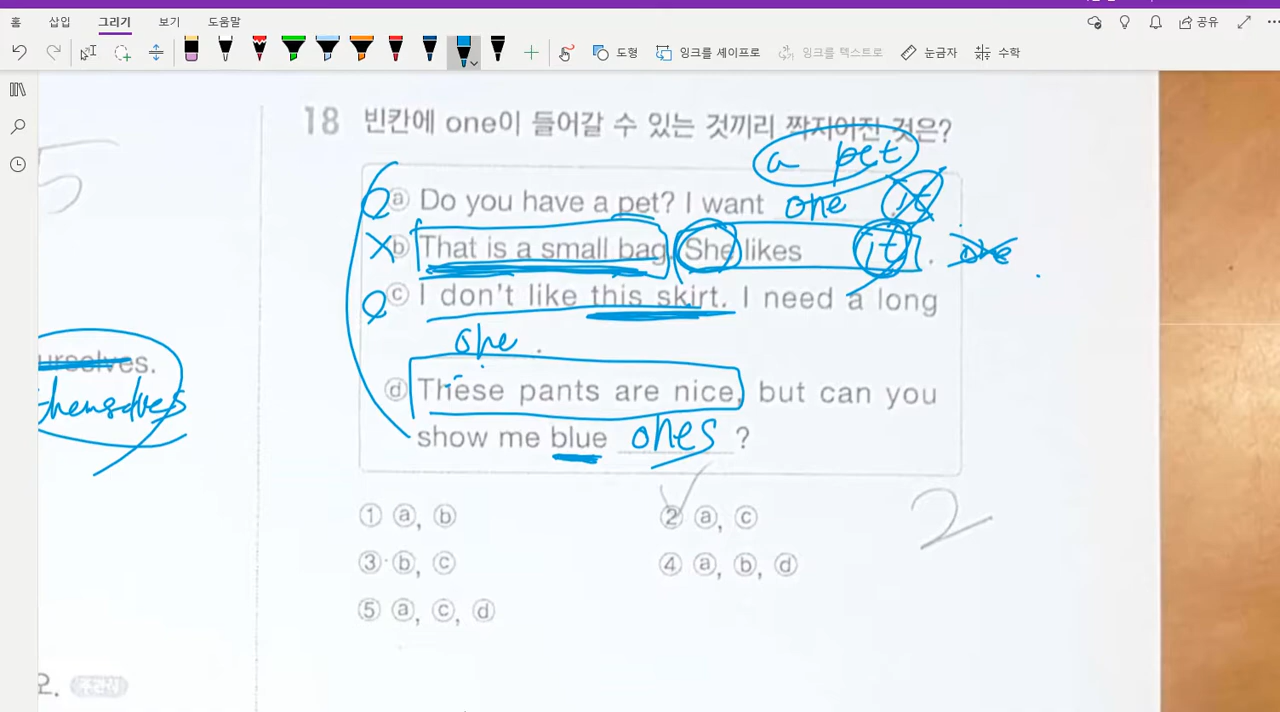 홈 삽입 그리기 보기 도움말
공유
도형 잉크를 셰이프로 잉크를 텍스트로 눈금자 수학
18 빈칸에 one이 들어갈 수 있는 것끼리 짝지어진 것은?
a pet
ⓐ Do you have a pet? I want one. it
ⓑ That is a small bag. She likes it. one
ⓒ I don't like this skirt. I need a long
one.
ⓓ These pants are nice, but can you
show me blue ones?
① ⓐ, ⓑ ② ⓐ, ⓒ
③ ⓑ, ⓒ ④ ⓐ, ⓑ, ⓓ
⑤ ⓐ, ⓒ, ⓓ
2
5
urselves.
themselves
오. 주관식